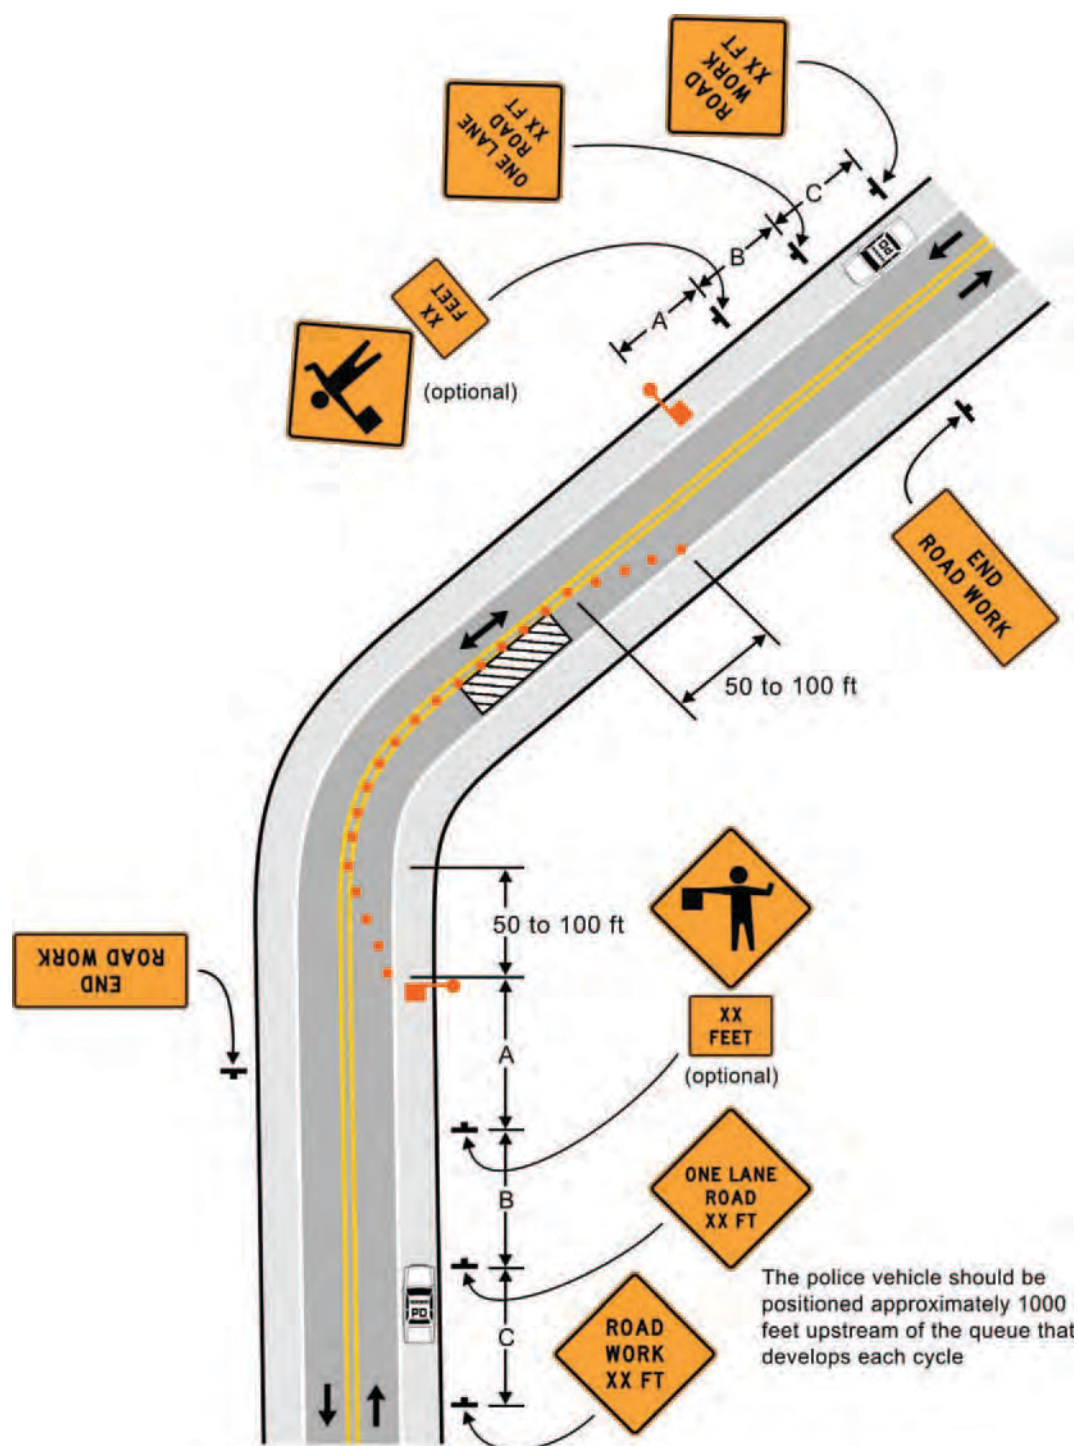 ROAD
WORK
XX FT
ONE LANE
ROAD
XX FT
C
B
A
XX
FEET
(optional)
PD
END
ROAD WORK
50 to 100 ft
50 to 100 ft
END
ROAD WORK
A
XX
FEET
(optional)
B
ONE LANE
ROAD
XX FT
C
PD
ROAD
WORK
XX FT
The police vehicle should be
positioned approximately 1000
feet upstream of the queue that
develops each cycle